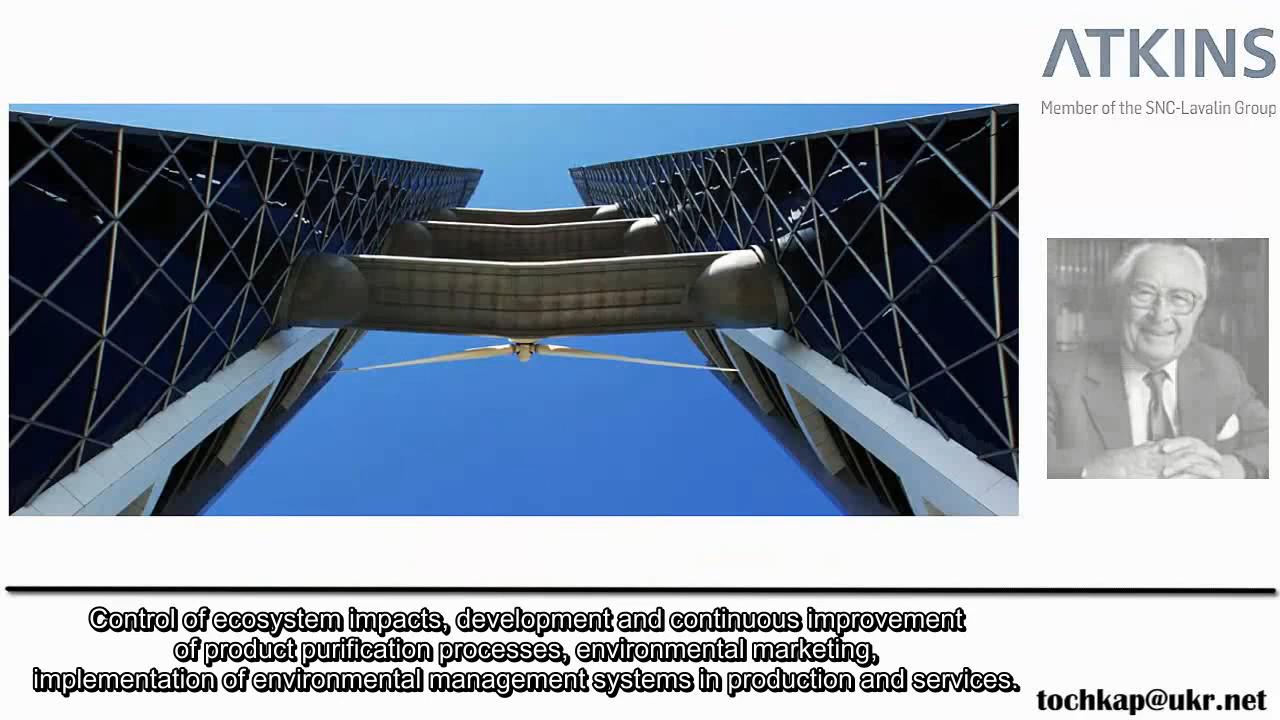 ATKINS
Member of the SNC-Lavalin Group
Control of ecosystem impacts, development and continuous improvement
of product purification processes, environmental marketing,
implementation of environmental management systems in production and services.
tochkap@ukr.net